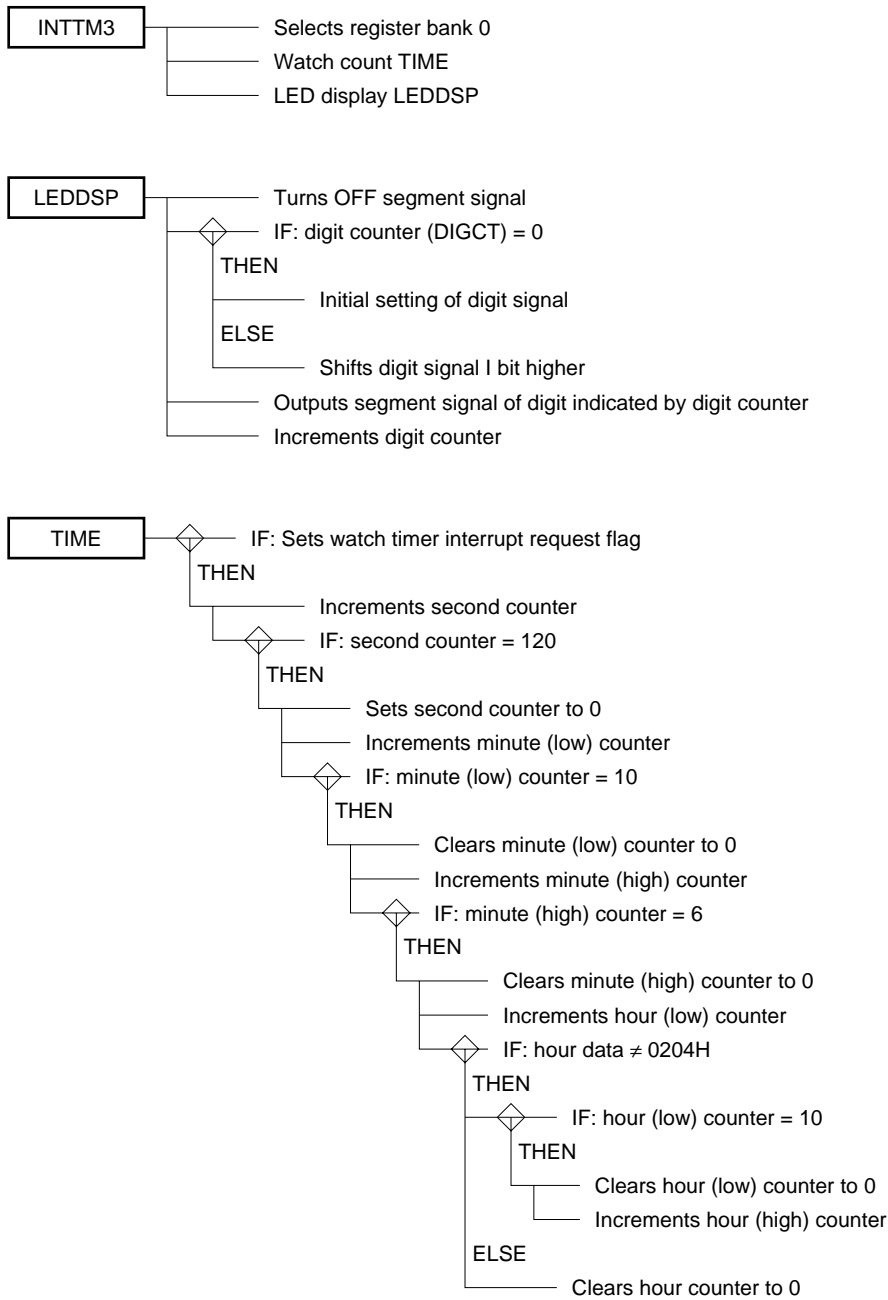 INTTM3
Selects register bank 0
Watch count TIME
LED display LEDDSP
LEDDSP
Turns OFF segment signal
IF: digit counter (DIGCT) = 0
THEN
Initial setting of digit signal
ELSE
Shifts digit signal I bit higher
Outputs segment signal of digit indicated by digit counter
Increments digit counter
TIME
IF: Sets watch timer interrupt request flag
THEN
Increments second counter
IF: second counter = 120
THEN
Sets second counter to 0
Increments minute (low) counter
IF: minute (low) counter = 10
THEN
Clears minute (low) counter to 0
Increments minute (high) counter
IF: minute (high) counter = 6
THEN
Clears minute (high) counter to 0
Increments hour (low) counter
IF: hour data ≠ 0204H
THEN
IF: hour (low) counter = 10
THEN
Clears hour (low) counter to 0
Increments hour (high) counter
ELSE
Clears hour counter to 0